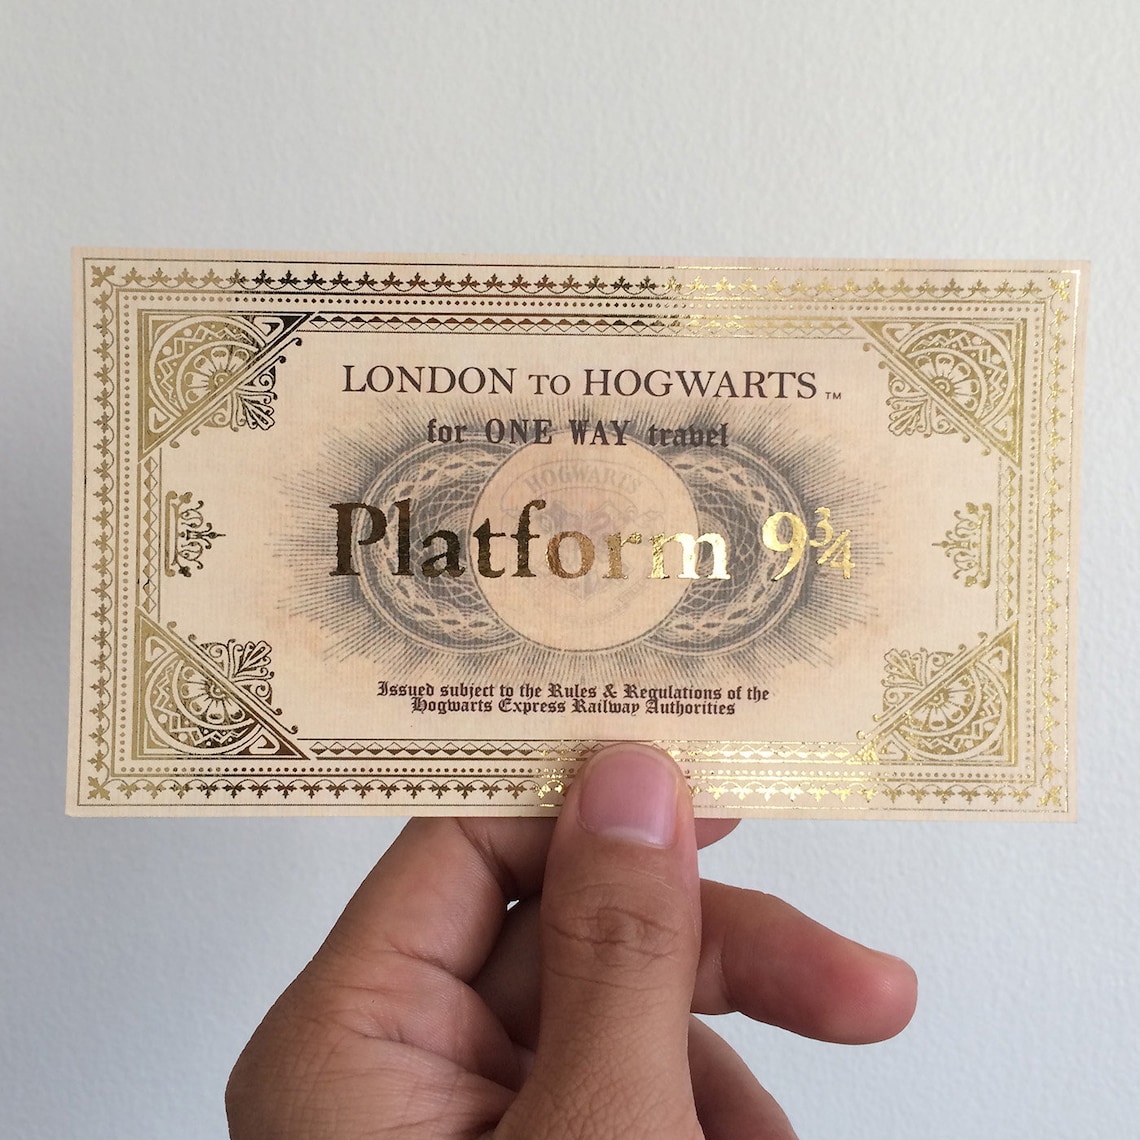 LONDON TO HOGWARTS™
for ONE WAY travel
HOGWARTS
Platform 9¾
Issued subject to the Rules & Regulations of the
Hogwarts Express Railway Authorities